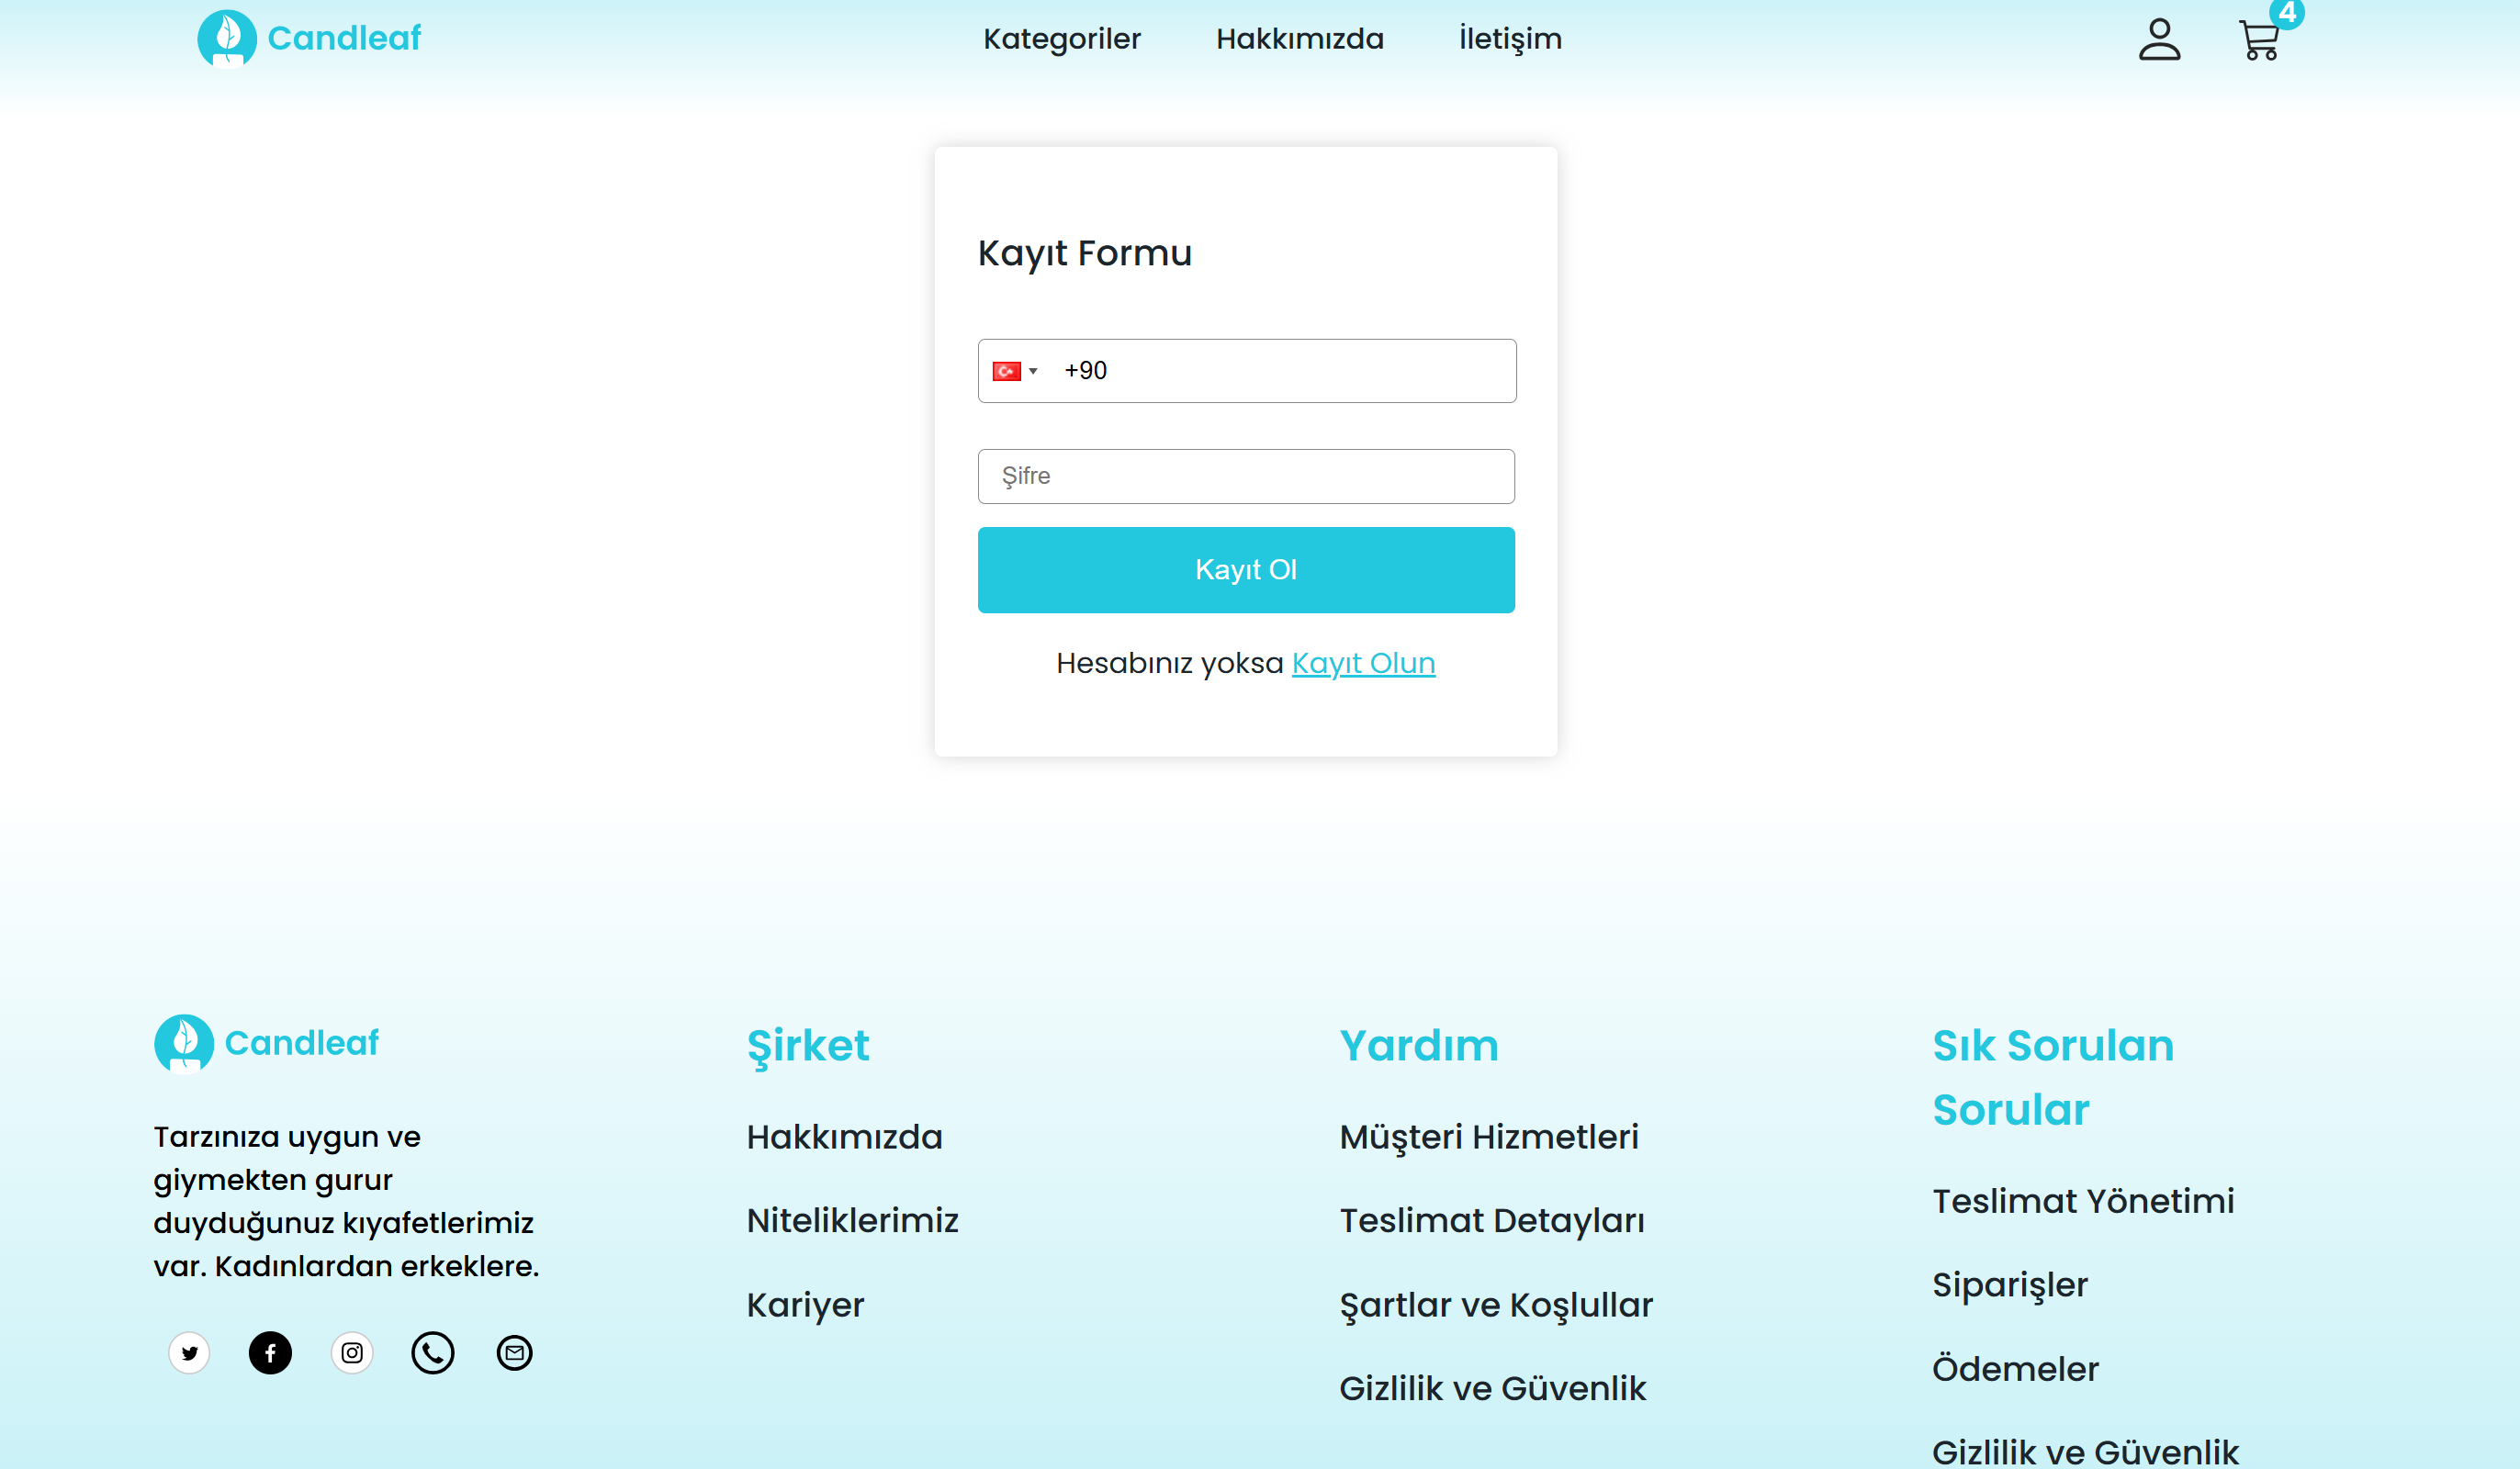 Candleaf
Kategoriler
Hakkımızda
İletişim
4
Kayıt Formu
+90
Şifre
Kayıt Ol
Hesabınız yoksa Kayıt Olun
Candleaf
Tarzınıza uygun ve
giymekten gurur
duyduğunuz kıyafetlerimiz
var. Kadınlardan erkeklere.
Şirket
Hakkımızda
Niteliklerimiz
Kariyer
Yardım
Müşteri Hizmetleri
Teslimat Detayları
Şartlar ve Koşlullar
Gizlilik ve Güvenlik
Sık Sorulan
Sorular
Teslimat Yönetimi
Siparişler
Ödemeler
Gizlilik ve Güvenlik